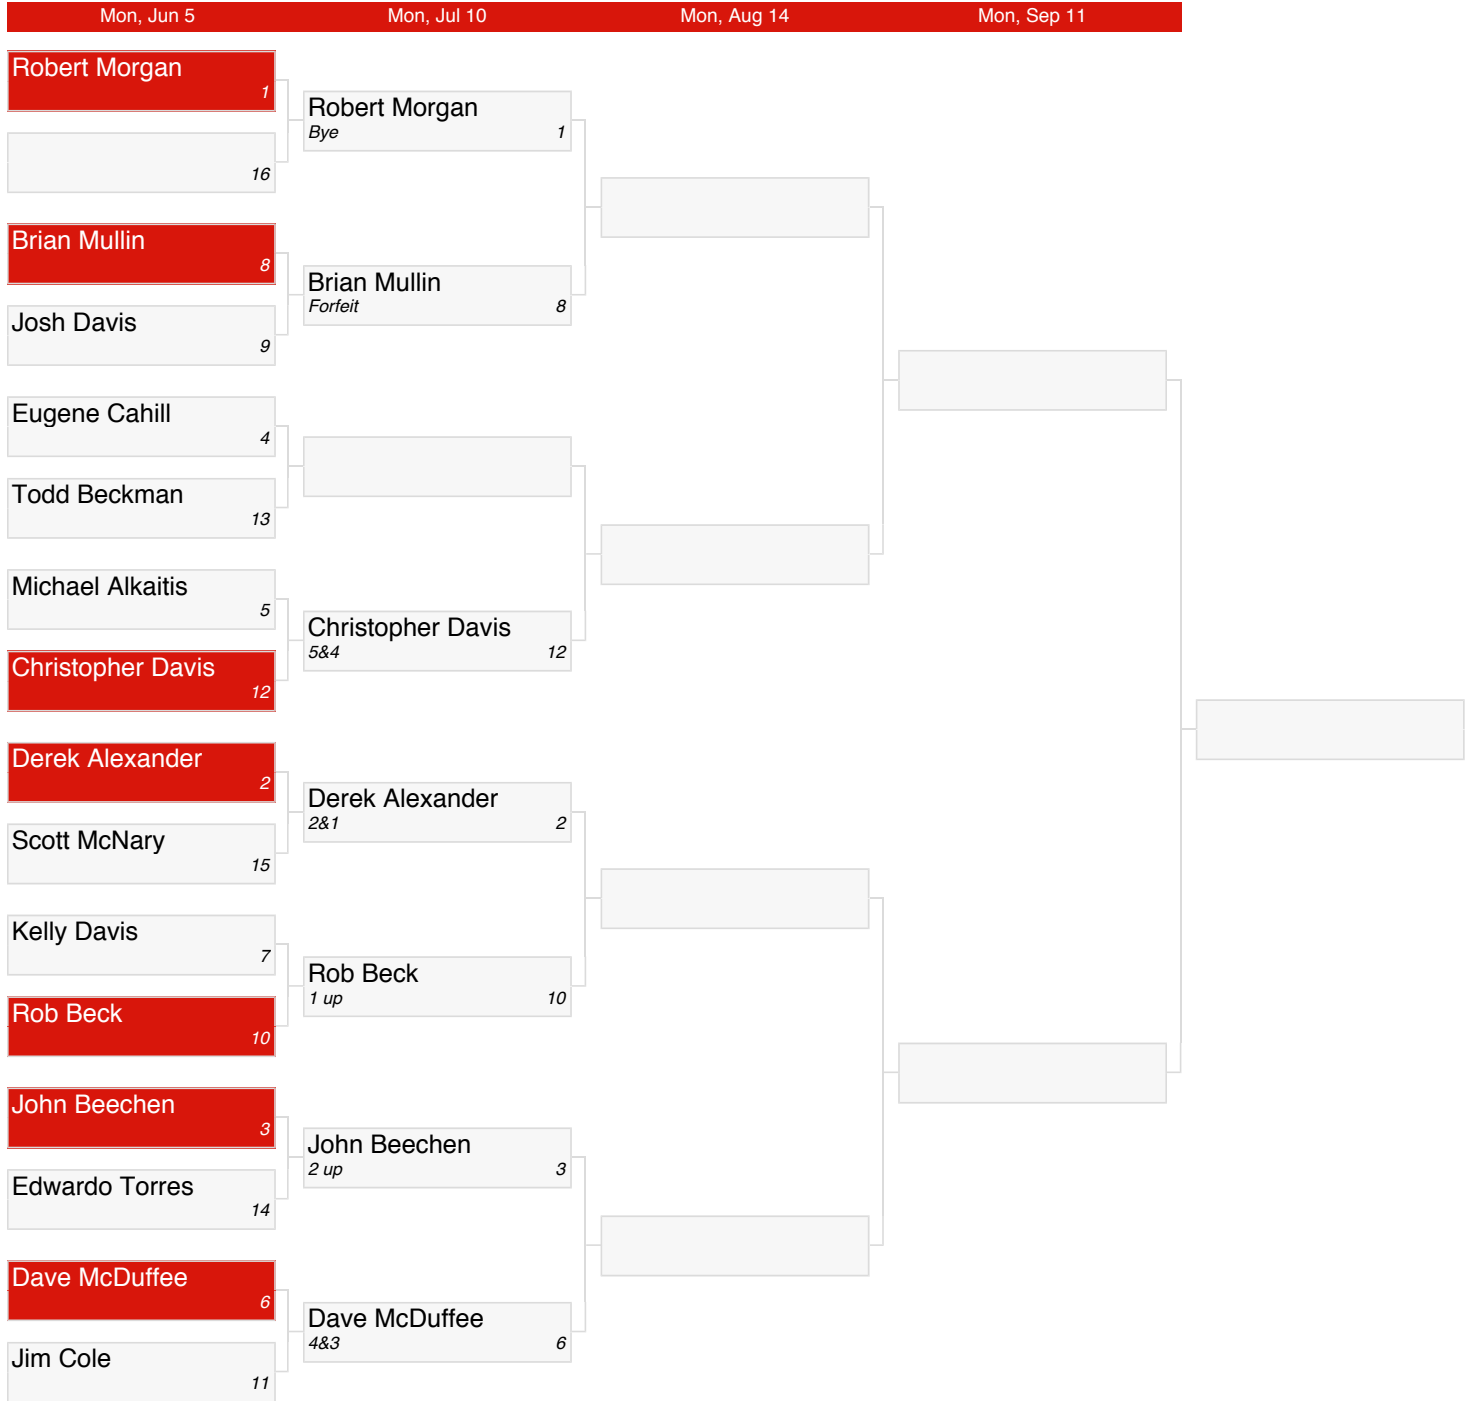 Mon, Jun 5 Mon, Jul 10 Mon, Aug 14 Mon, Sep 11
Robert Morgan
1
16
Brian Mullin
8
Josh Davis
9
Eugene Cahill
4
Todd Beckman
13
Michael Alkaitis
5
Christopher Davis
12
Derek Alexander
2
Scott McNary
15
Kelly Davis
7
Rob Beck
10
John Beechen
3
Edwardo Torres
14
Dave McDuffee
6
Jim Cole
11
Robert Morgan
Bye 1
Brian Mullin
Forfeit 8
Christopher Davis
5&4 12
Derek Alexander
2&1 2
Rob Beck
1 up 10
John Beechen
2 up 3
Dave McDuffee
4&3 6